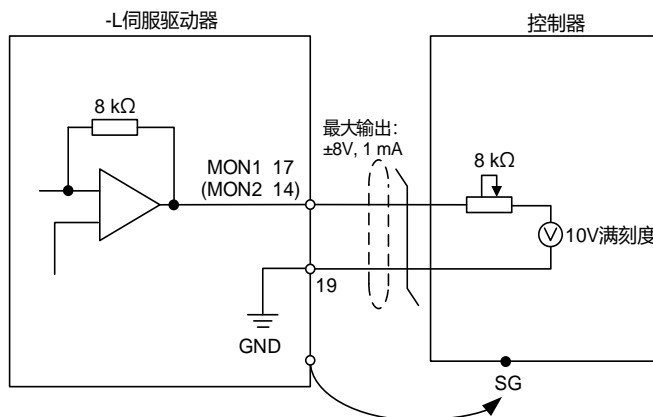 -L伺服驱动器
控制器
8 kΩ
最大输出：
±8V, 1 mA
MON1 17
(MON2 14)
8 kΩ
V
10V满刻度
19
GND
SG